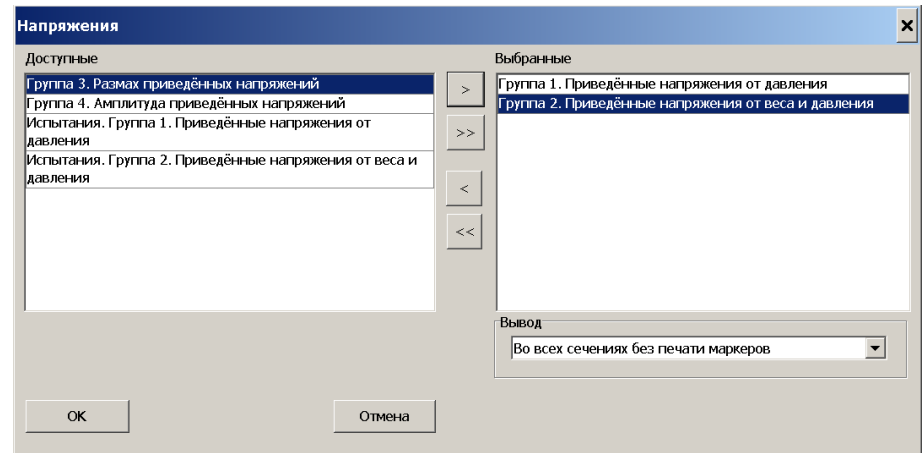 Напряжения
Доступные
Группа 3. Размах приведённых напряжений
Группа 4. Амплитуда приведённых напряжений
Испытания. Группа 1. Приведённые напряжения от
давления
Испытания. Группа 2. Приведённые напряжения от веса и
давления
>
>>
<
<<
Выбранные
Группа 1. Приведённые напряжения от давления
Группа 2. Приведённые напряжения от веса и давления
Вывод
Во всех сечениях без печати маркеров
ОК
Отмена